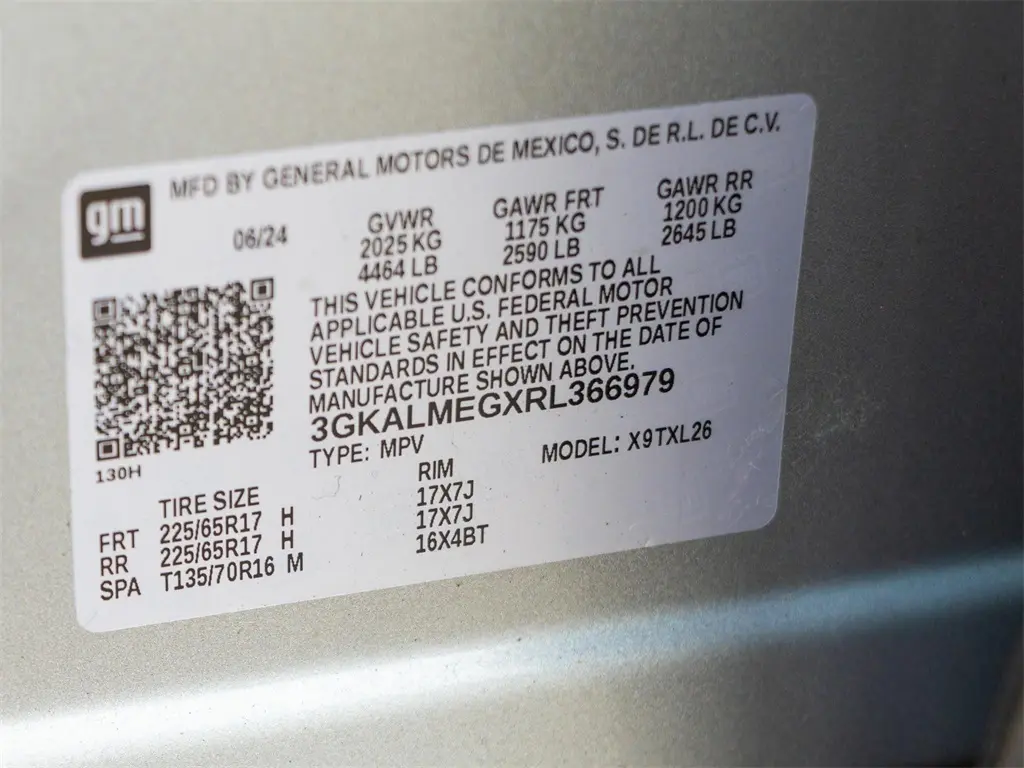 gm
MFD BY GENERAL MOTORS DE MEXICO, S. DE R.L. DE C.V.
06/24 GVWR GAWR FRT GAWR RR
2025 KG 1175 KG 1200 KG
4464 LB 2590 LB 2645 LB
THIS VEHICLE CONFORMS TO ALL
APPLICABLE U.S. FEDERAL MOTOR
VEHICLE SAFETY AND THEFT PREVENTION
STANDARDS IN EFFECT ON THE DATE OF
MANUFACTURE SHOWN ABOVE.
3GKALMEGXRL366979
TYPE: MPV MODEL: X9TXL26
130H
TIRE SIZE RIM
FRT 225/65R17 H 17X7J
RR 225/65R17 H 17X7J
SPA T135/70R16 M 16X4BT